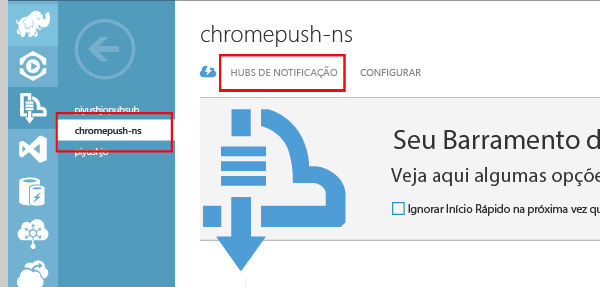 chromepush-ns
HUBS DE NOTIFICAÇÃO CONFIGURAR
piyushjopubsub
chromepush-ns
piyushjo
Seu Barramento d
Veja aqui algumas opçõe
Ignorar Início Rápido na próxima vez qu